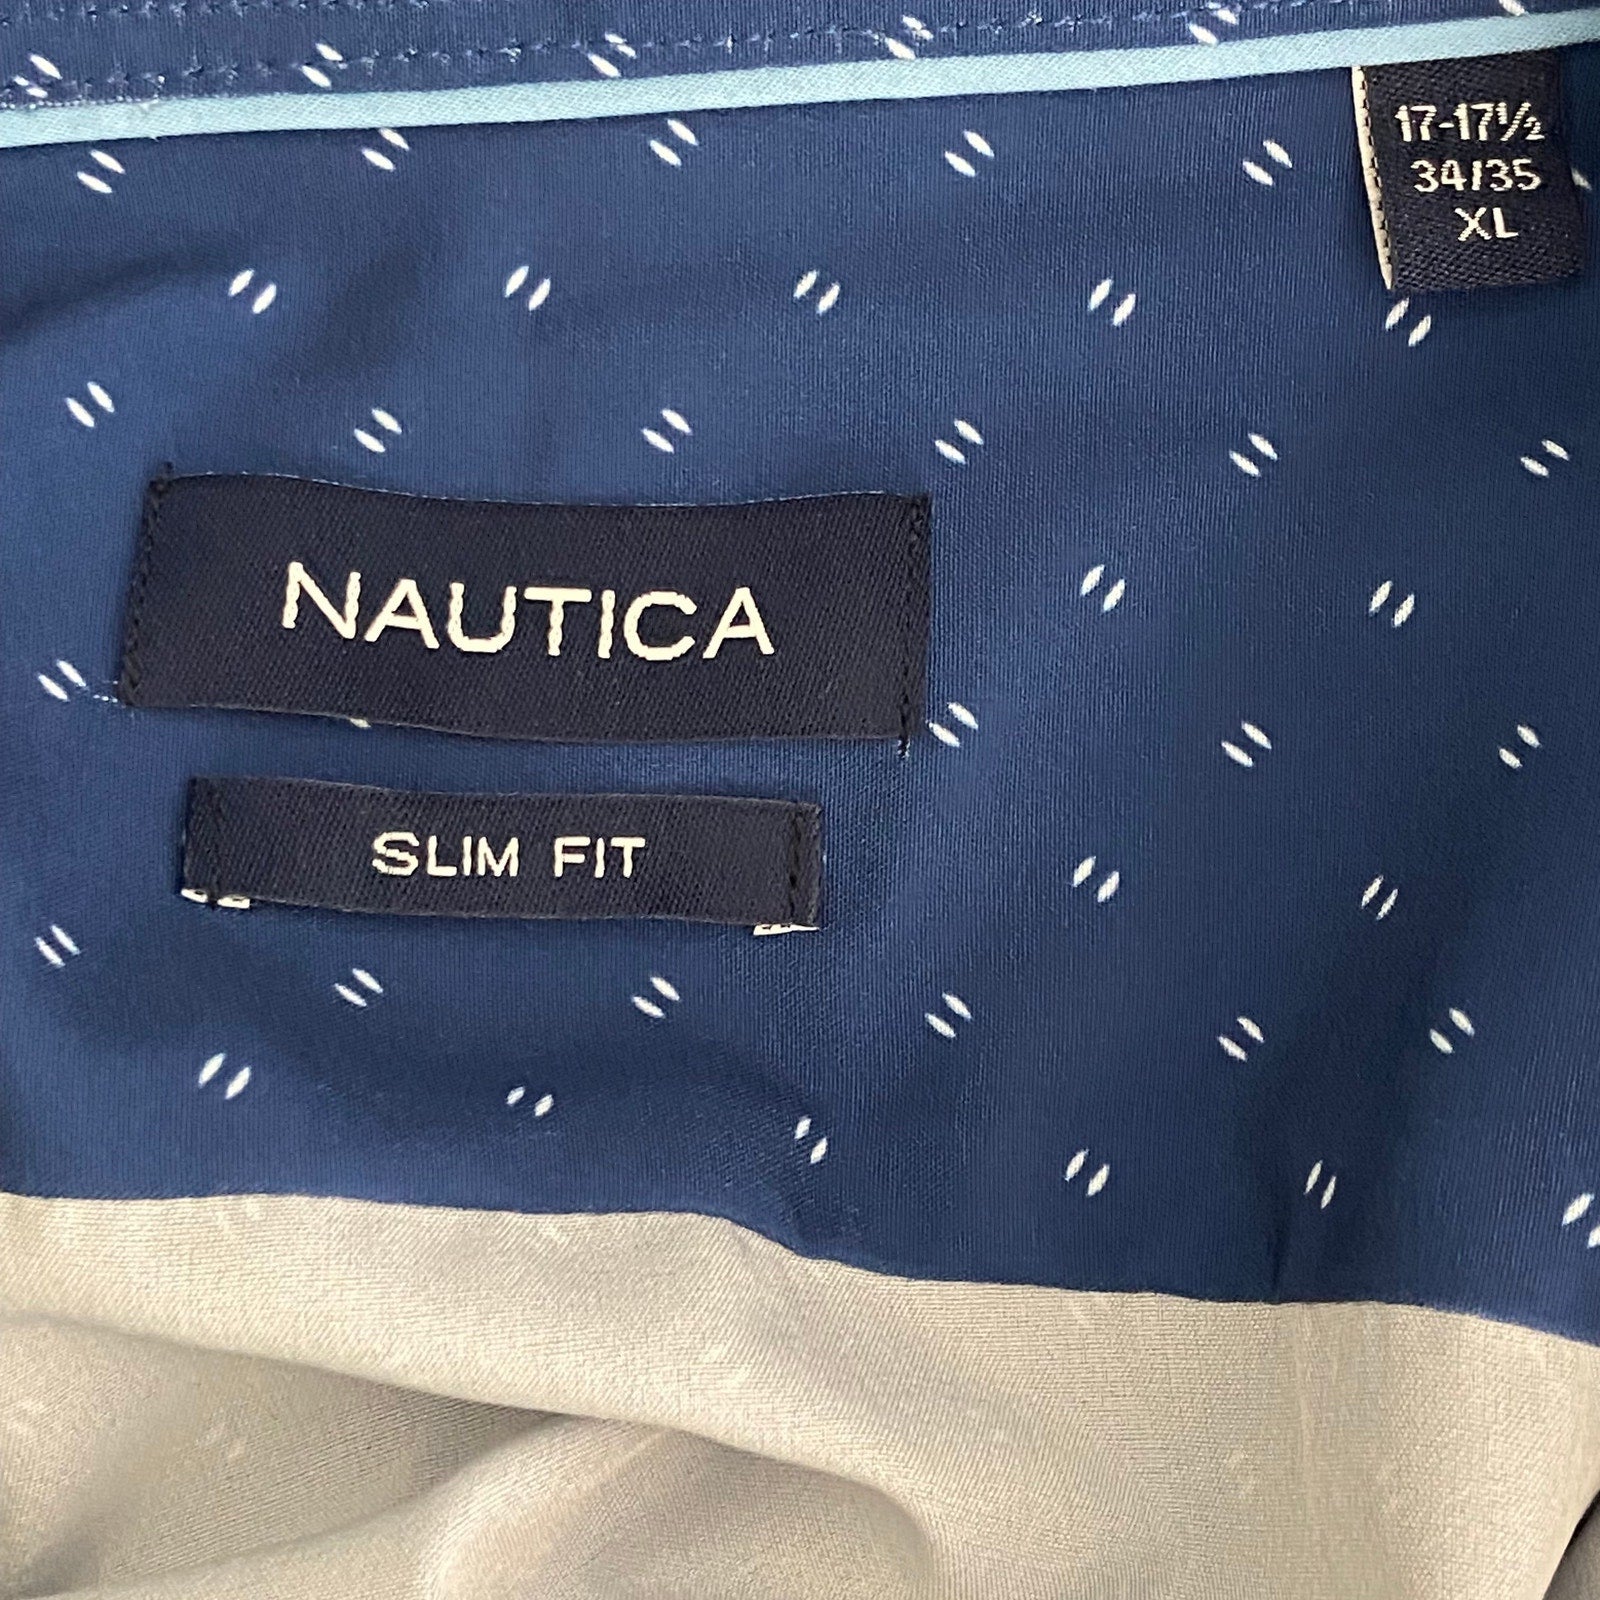 17-17½
34/35
XL
NAUTICA
SLIM FIT